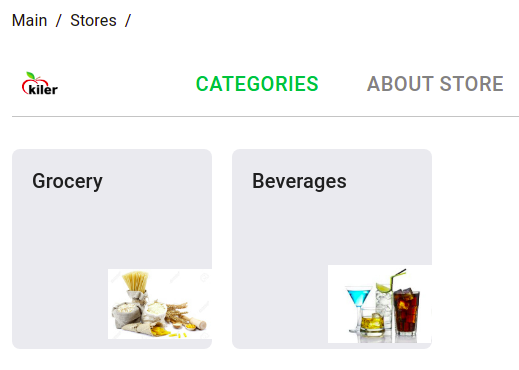 Main / Stores /
kiler
CATEGORIES
ABOUT STORE
Grocery
Beverages